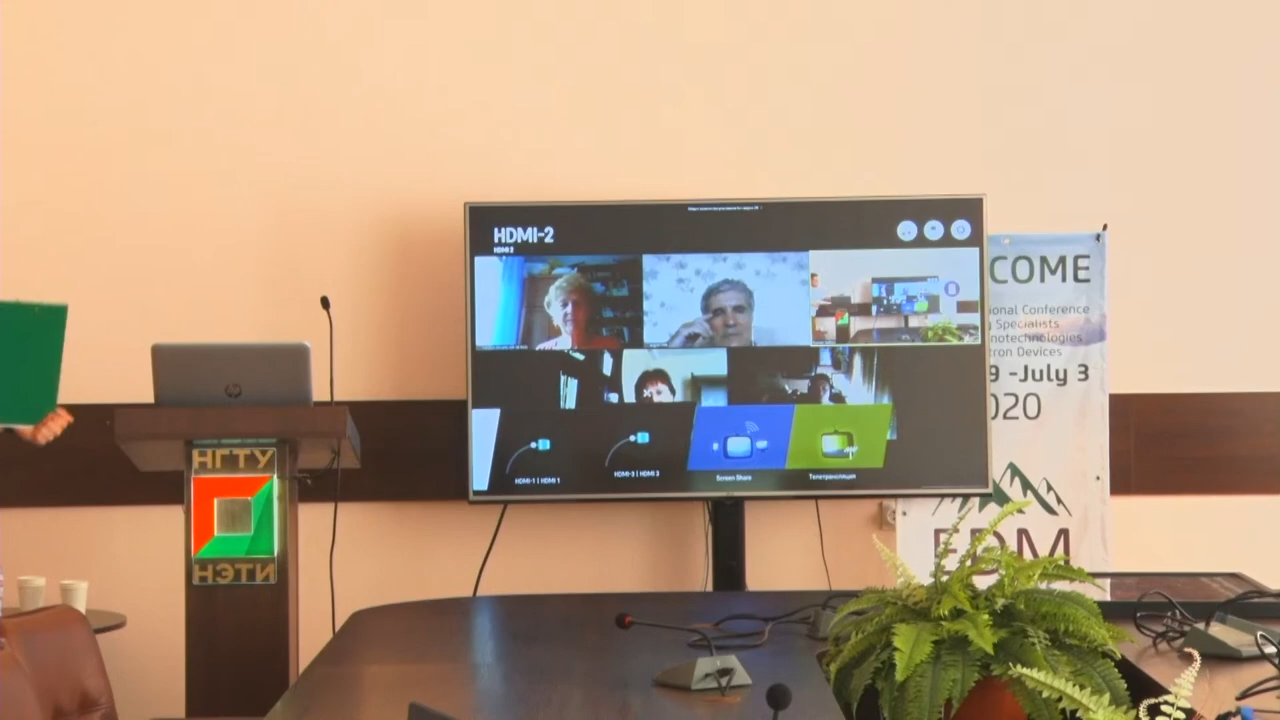 HDMI-2
HDMI 2
HDMI-1 | HDMI 1
HDMI-3 | HDMI 3
Screen Share
Телетрансляция
COME
ional Conference
Specialists
notechnologies
tron Devices
9 -July 3
020
EDM
hp
НГТУ
НЭТИ